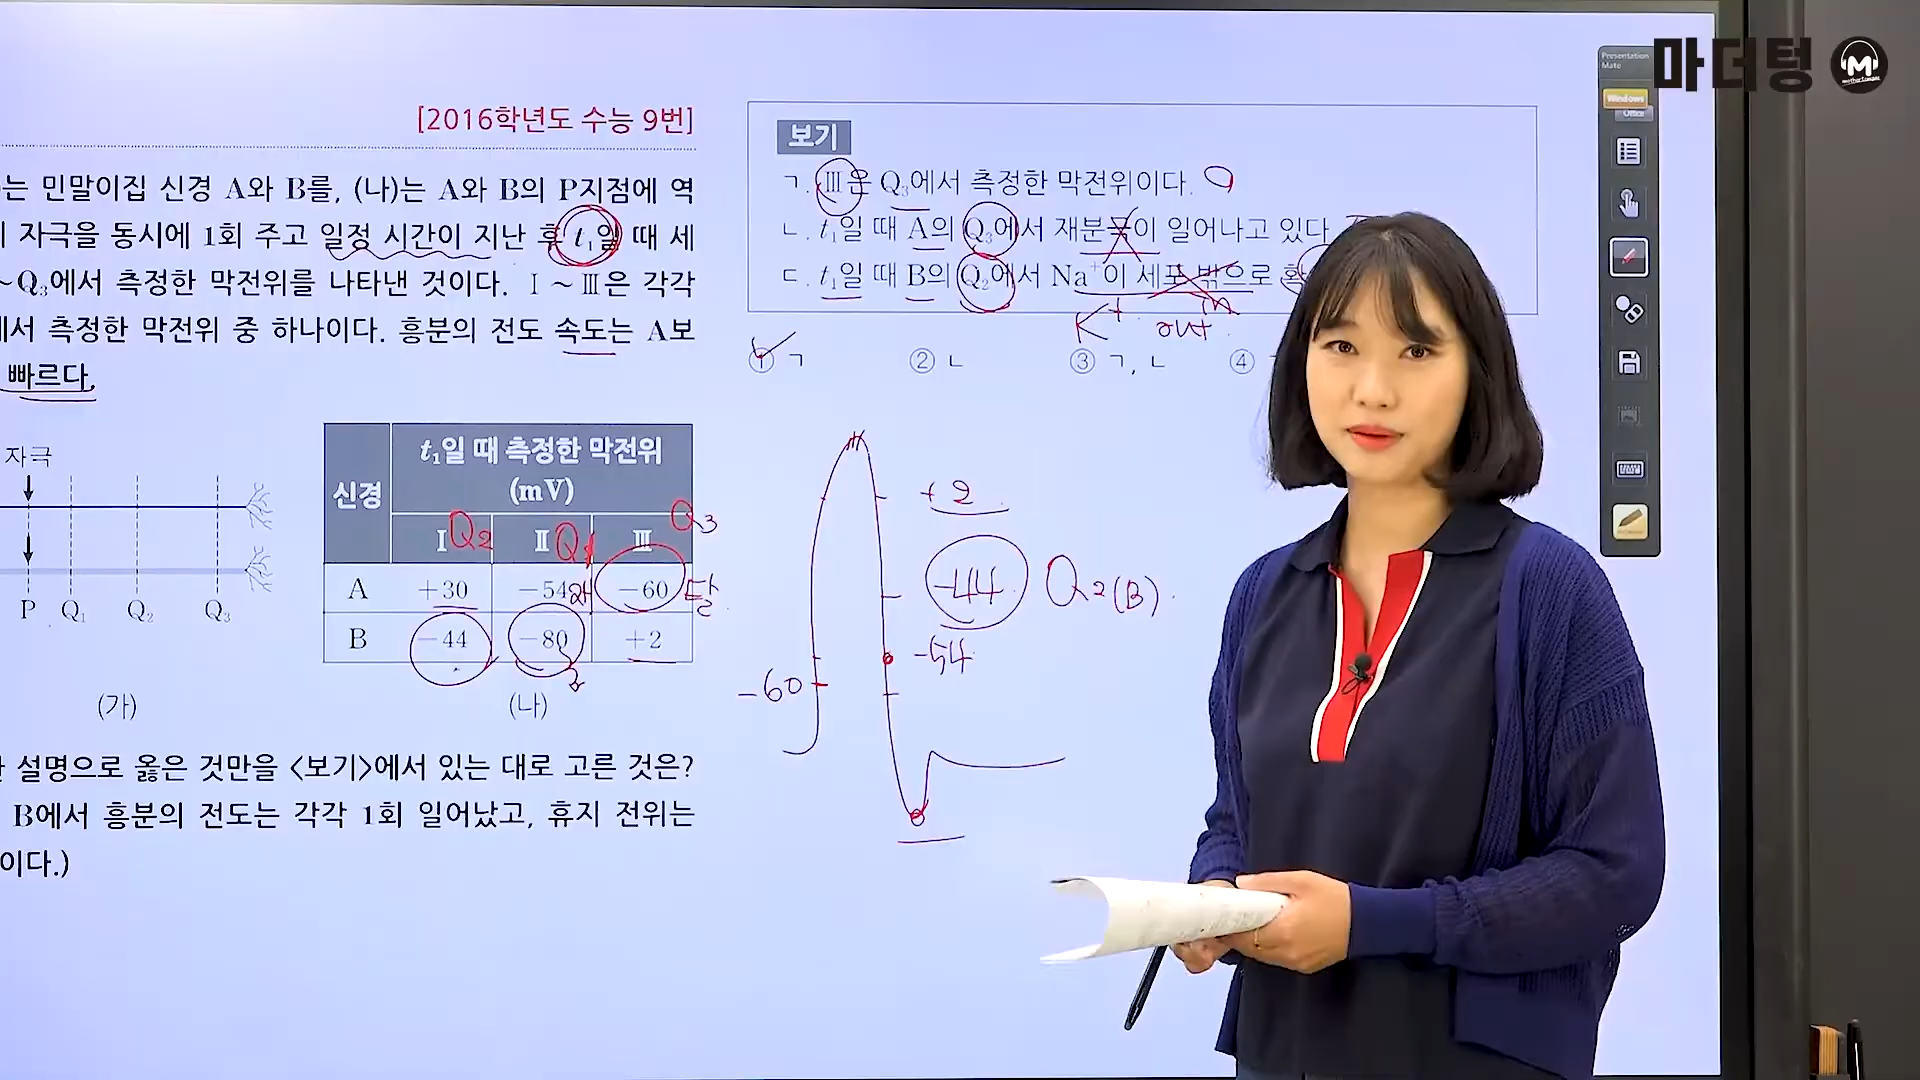 마더텅
Presentation Mate
Windows
Office
[2016학년도 수능 9번]
는 민말이집 신경 A와 B를, (나)는 A와 B의 P지점에 역
자극을 동시에 1회 주고 일정 시간이 지난 후 t₁일 때 세
~Q₃에서 측정한 막전위를 나타낸 것이다. Ⅰ~Ⅲ은 각각
에서 측정한 막전위 중 하나이다. 흥분의 전도 속도는 A보
빠르다.
자극
P Q₁ Q₂ Q₃
(가)
신경
t₁일 때 측정한 막전위
(mV)
Ⅰ Q₂ Ⅱ Q₁ Ⅲ Q₃
A +30 -54 -60
B -44 -80 +2
(나)
설명으로 옳은 것만을 <보기>에서 있는 대로 고른 것은?
B에서 흥분의 전도는 각각 1회 일어났고, 휴지 전위는
이다.)
보기
ㄱ. Ⅲ은 Q₃에서 측정한 막전위이다.
ㄴ. t₁일 때 A의 Q₃에서 재분극이 일어나고 있다.
ㄷ. t₁일 때 B의 Q₂에서 Na⁺이 세포 밖으로 확
K⁺ out in
① ㄱ ② ㄴ ③ ㄱ, ㄴ ④
+2
-44 Q₂(B)
-54
-60